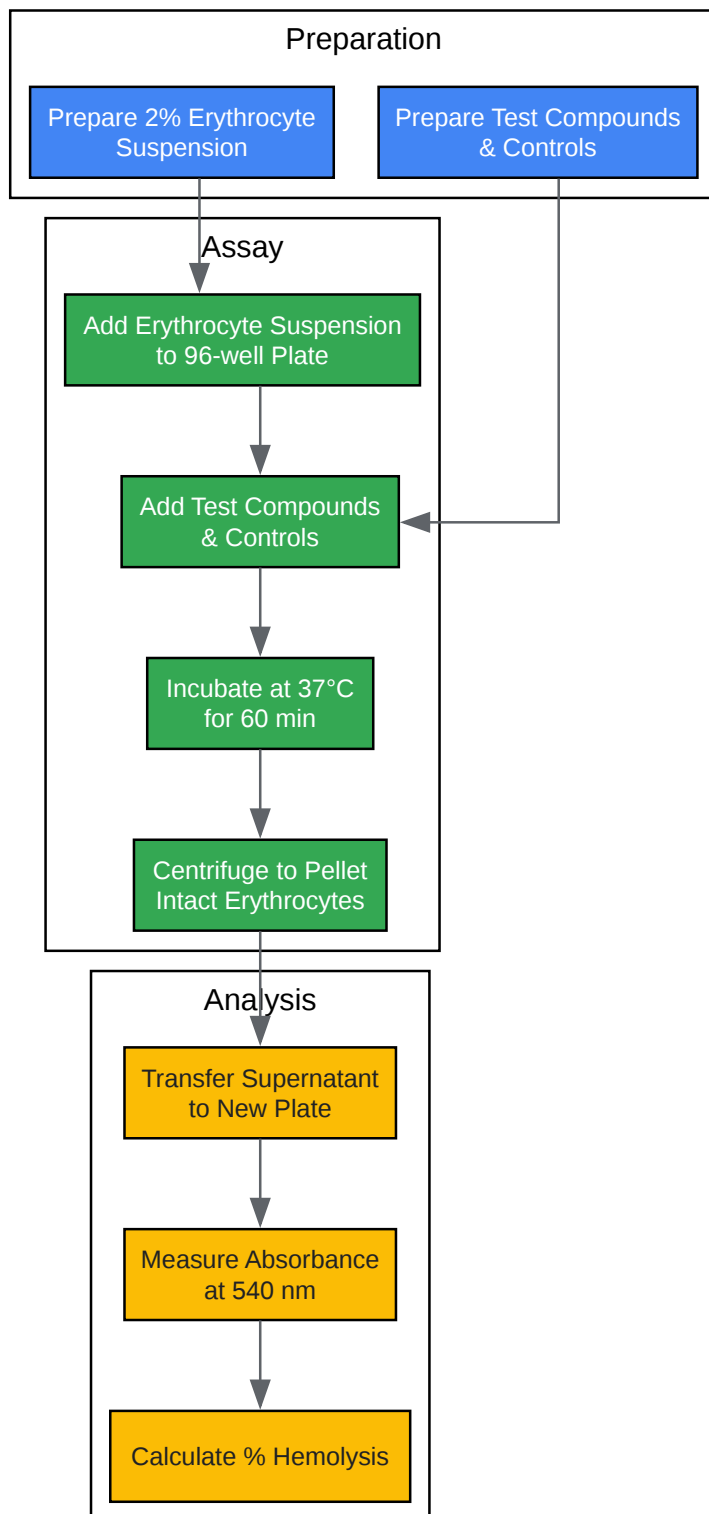 Preparation
Prepare 2% Erythrocyte
Suspension
Prepare Test Compounds
& Controls
Assay
Add Erythrocyte Suspension
to 96-well Plate
Add Test Compounds
& Controls
Incubate at 37°C
for 60 min
Centrifuge to Pellet
Intact Erythrocytes
Analysis
Transfer Supernatant
to New Plate
Measure Absorbance
at 540 nm
Calculate % Hemolysis